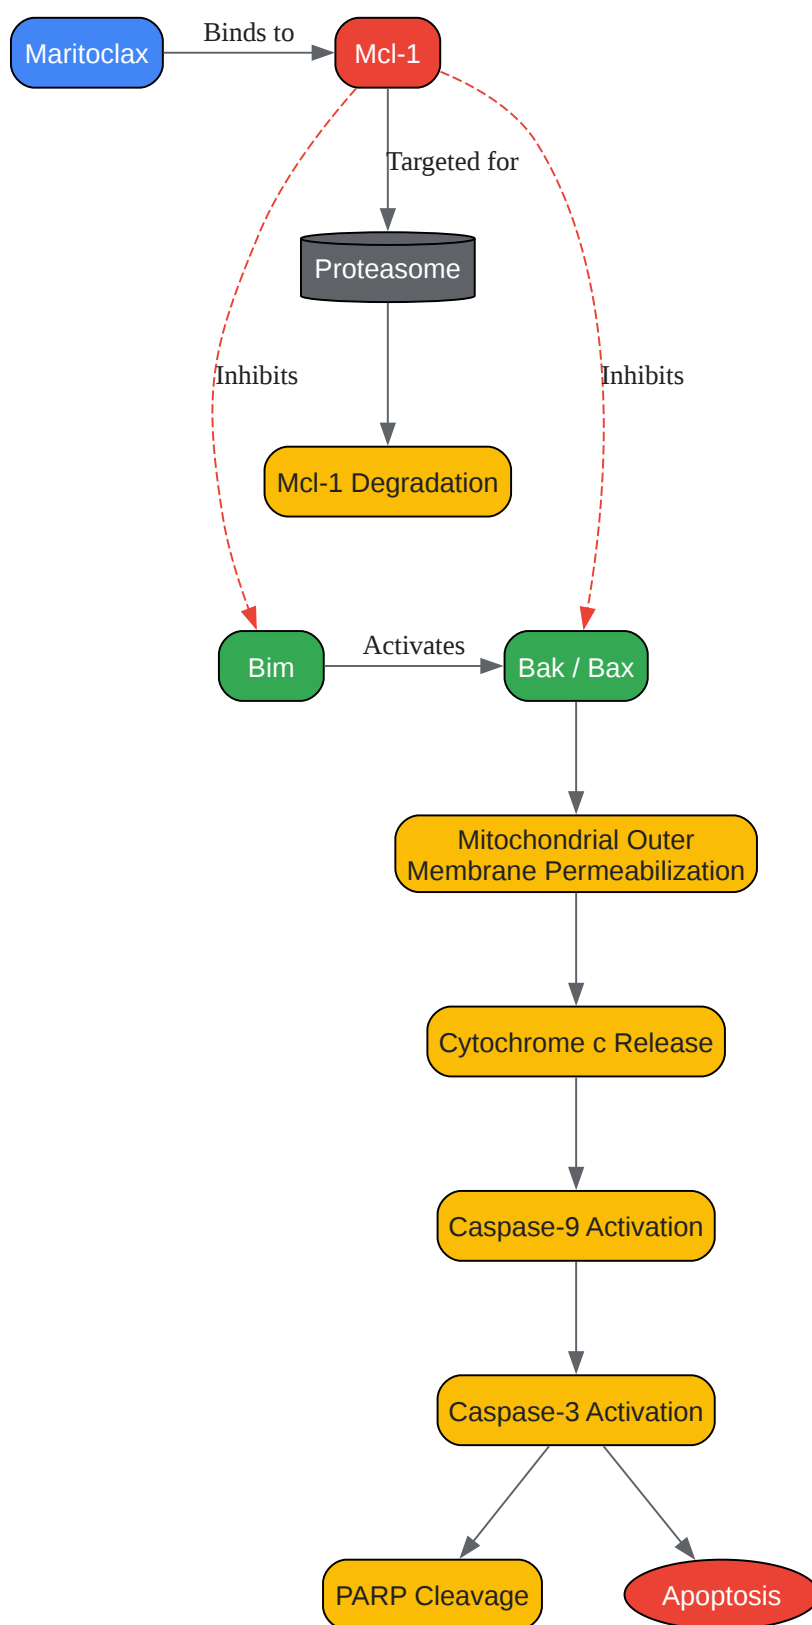 Maritoclax
Binds to
Mcl-1
Targeted for
Proteasome
Inhibits
Inhibits
Mcl-1 Degradation
Bim
Activates
Bak / Bax
Mitochondrial Outer
Membrane Permeabilization
Cytochrome c Release
Caspase-9 Activation
Caspase-3 Activation
PARP Cleavage
Apoptosis